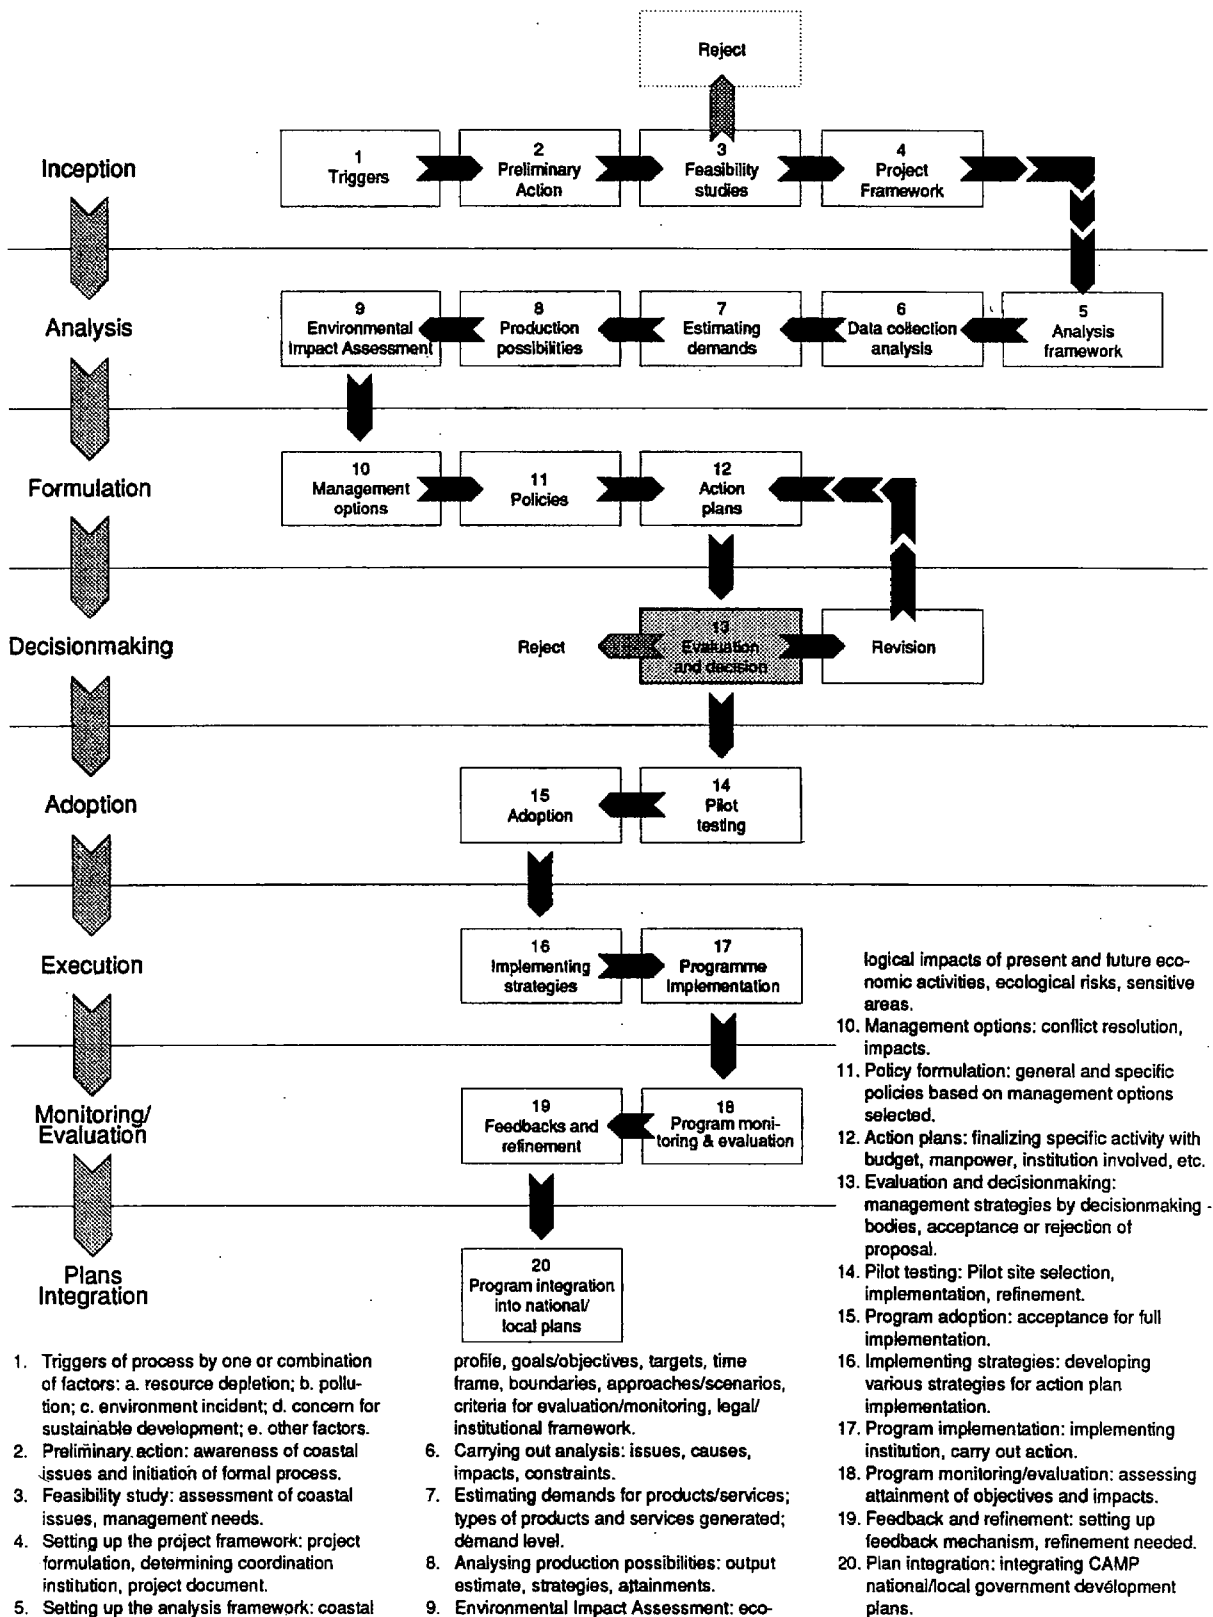 Reject
Inception
1
Triggers
2
Preliminary
Action
3
Feasibility
studies
4
Project
Framework
Analysis
9
Environmental
Impact Assessment
8
Production
possibilities
7
Estimating
demands
6
Data collection
analysis
5
Analysis
framework
Formulation
10
Management
options
11
Policies
12
Action
plans
Decisionmaking
Reject
13
Evaluation
and decision
Revision
Adoption
15
Adoption
14
Pilot
testing
Execution
16
Implementing
strategies
17
Programme
Implementation
Monitoring/
Evaluation
19
Feedbacks and
refinement
18
Program moni-
toring & evaluation
Plans
Integration
20
Program integration
into national/
local plans
1. Triggers of process by one or combination
of factors: a. resource depletion; b. pollu-
tion; c. environment incident; d. concern for
sustainable development; e. other factors.
2. Preliminary action: awareness of coastal
issues and initiation of formal process.
3. Feasibility study: assessment of coastal
issues, management needs.
4. Setting up the project framework: project
formulation, determining coordination
institution, project document.
5. Setting up the analysis framework: coastal
profile, goals/objectives, targets, time
frame, boundaries, approaches/scenarios,
criteria for evaluation/monitoring, legal/
institutional framework.
6. Carrying out analysis: issues, causes,
impacts, constraints.
7. Estimating demands for products/services;
types of products and services generated;
demand level.
8. Analysing production possibilities: output
estimate, strategies, attainments.
9. Environmental Impact Assessment: eco-
logical impacts of present and future eco-
nomic activities, ecological risks, sensitive
areas.
10. Management options: conflict resolution,
impacts.
11. Policy formulation: general and specific
policies based on management options
selected.
12. Action plans: finalizing specific activity with
budget, manpower, institution involved, etc.
13. Evaluation and decisionmaking:
management strategies by decisionmaking
bodies, acceptance or rejection of
proposal.
14. Pilot testing: Pilot site selection,
implementation, refinement.
15. Program adoption: acceptance for full
implementation.
16. Implementing strategies: developing
various strategies for action plan
implementation.
17. Program implementation: implementing
institution, carry out action.
18. Program monitoring/evaluation: assessing
attainment of objectives and impacts.
19. Feedback and refinement: setting up
feedback mechanism, refinement needed.
20. Plan integration: integrating CAMP
national/local government development
plans.